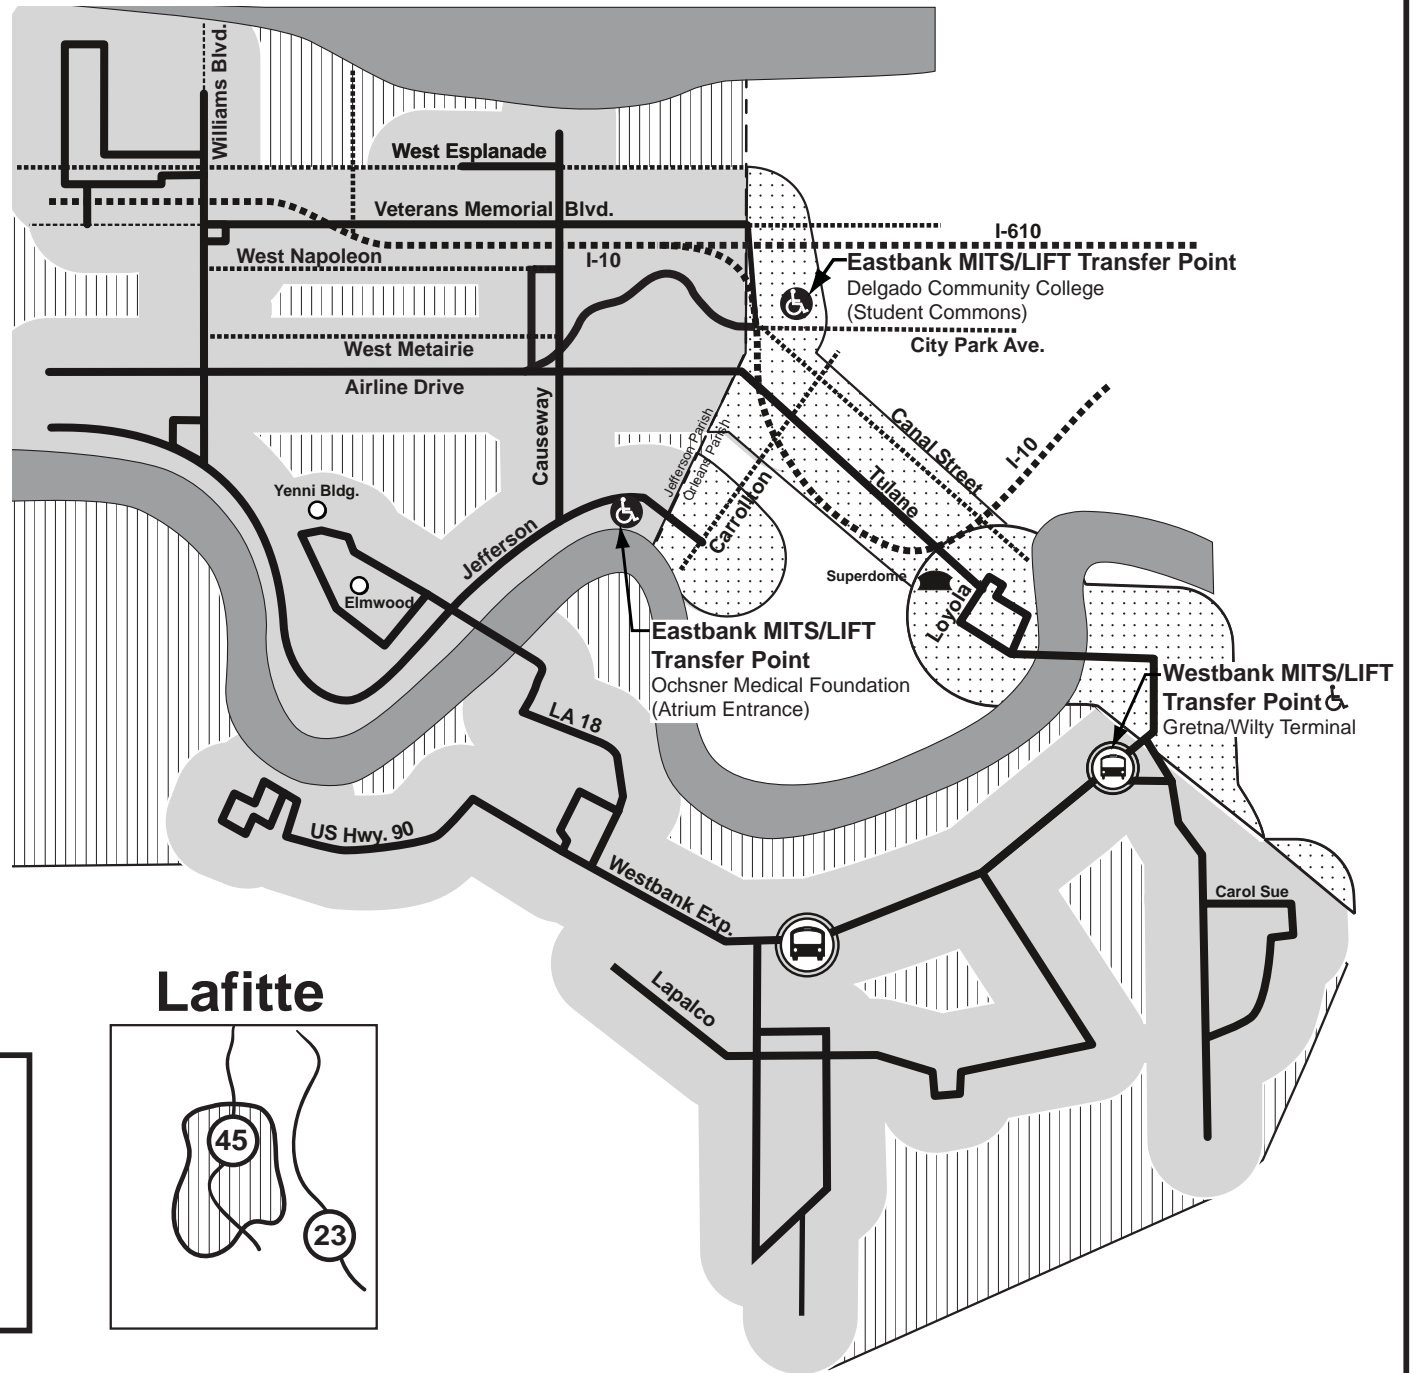 Williams Blvd.
West Esplanade
Veterans Memorial Blvd.
I-610
West Napoleon
I-10
Eastbank MITS/LIFT Transfer Point
Delgado Community College
(Student Commons)
West Metairie
City Park Ave.
Airline Drive
Causeway
Jefferson Parish
Orleans Parish
Canal Street
I-10
Carrollton
Tulane
Yenni Bldg.
Jefferson
Superdome
Elmwood
Loyola
Eastbank MITS/LIFT
Transfer Point
Ochsner Medical Foundation
(Atrium Entrance)
Westbank MITS/LIFT
Transfer Point
Gretna/Wilty Terminal
LA 18
US Hwy. 90
Westbank Exp.
Carol Sue
Lapalco
Lafitte
45
23